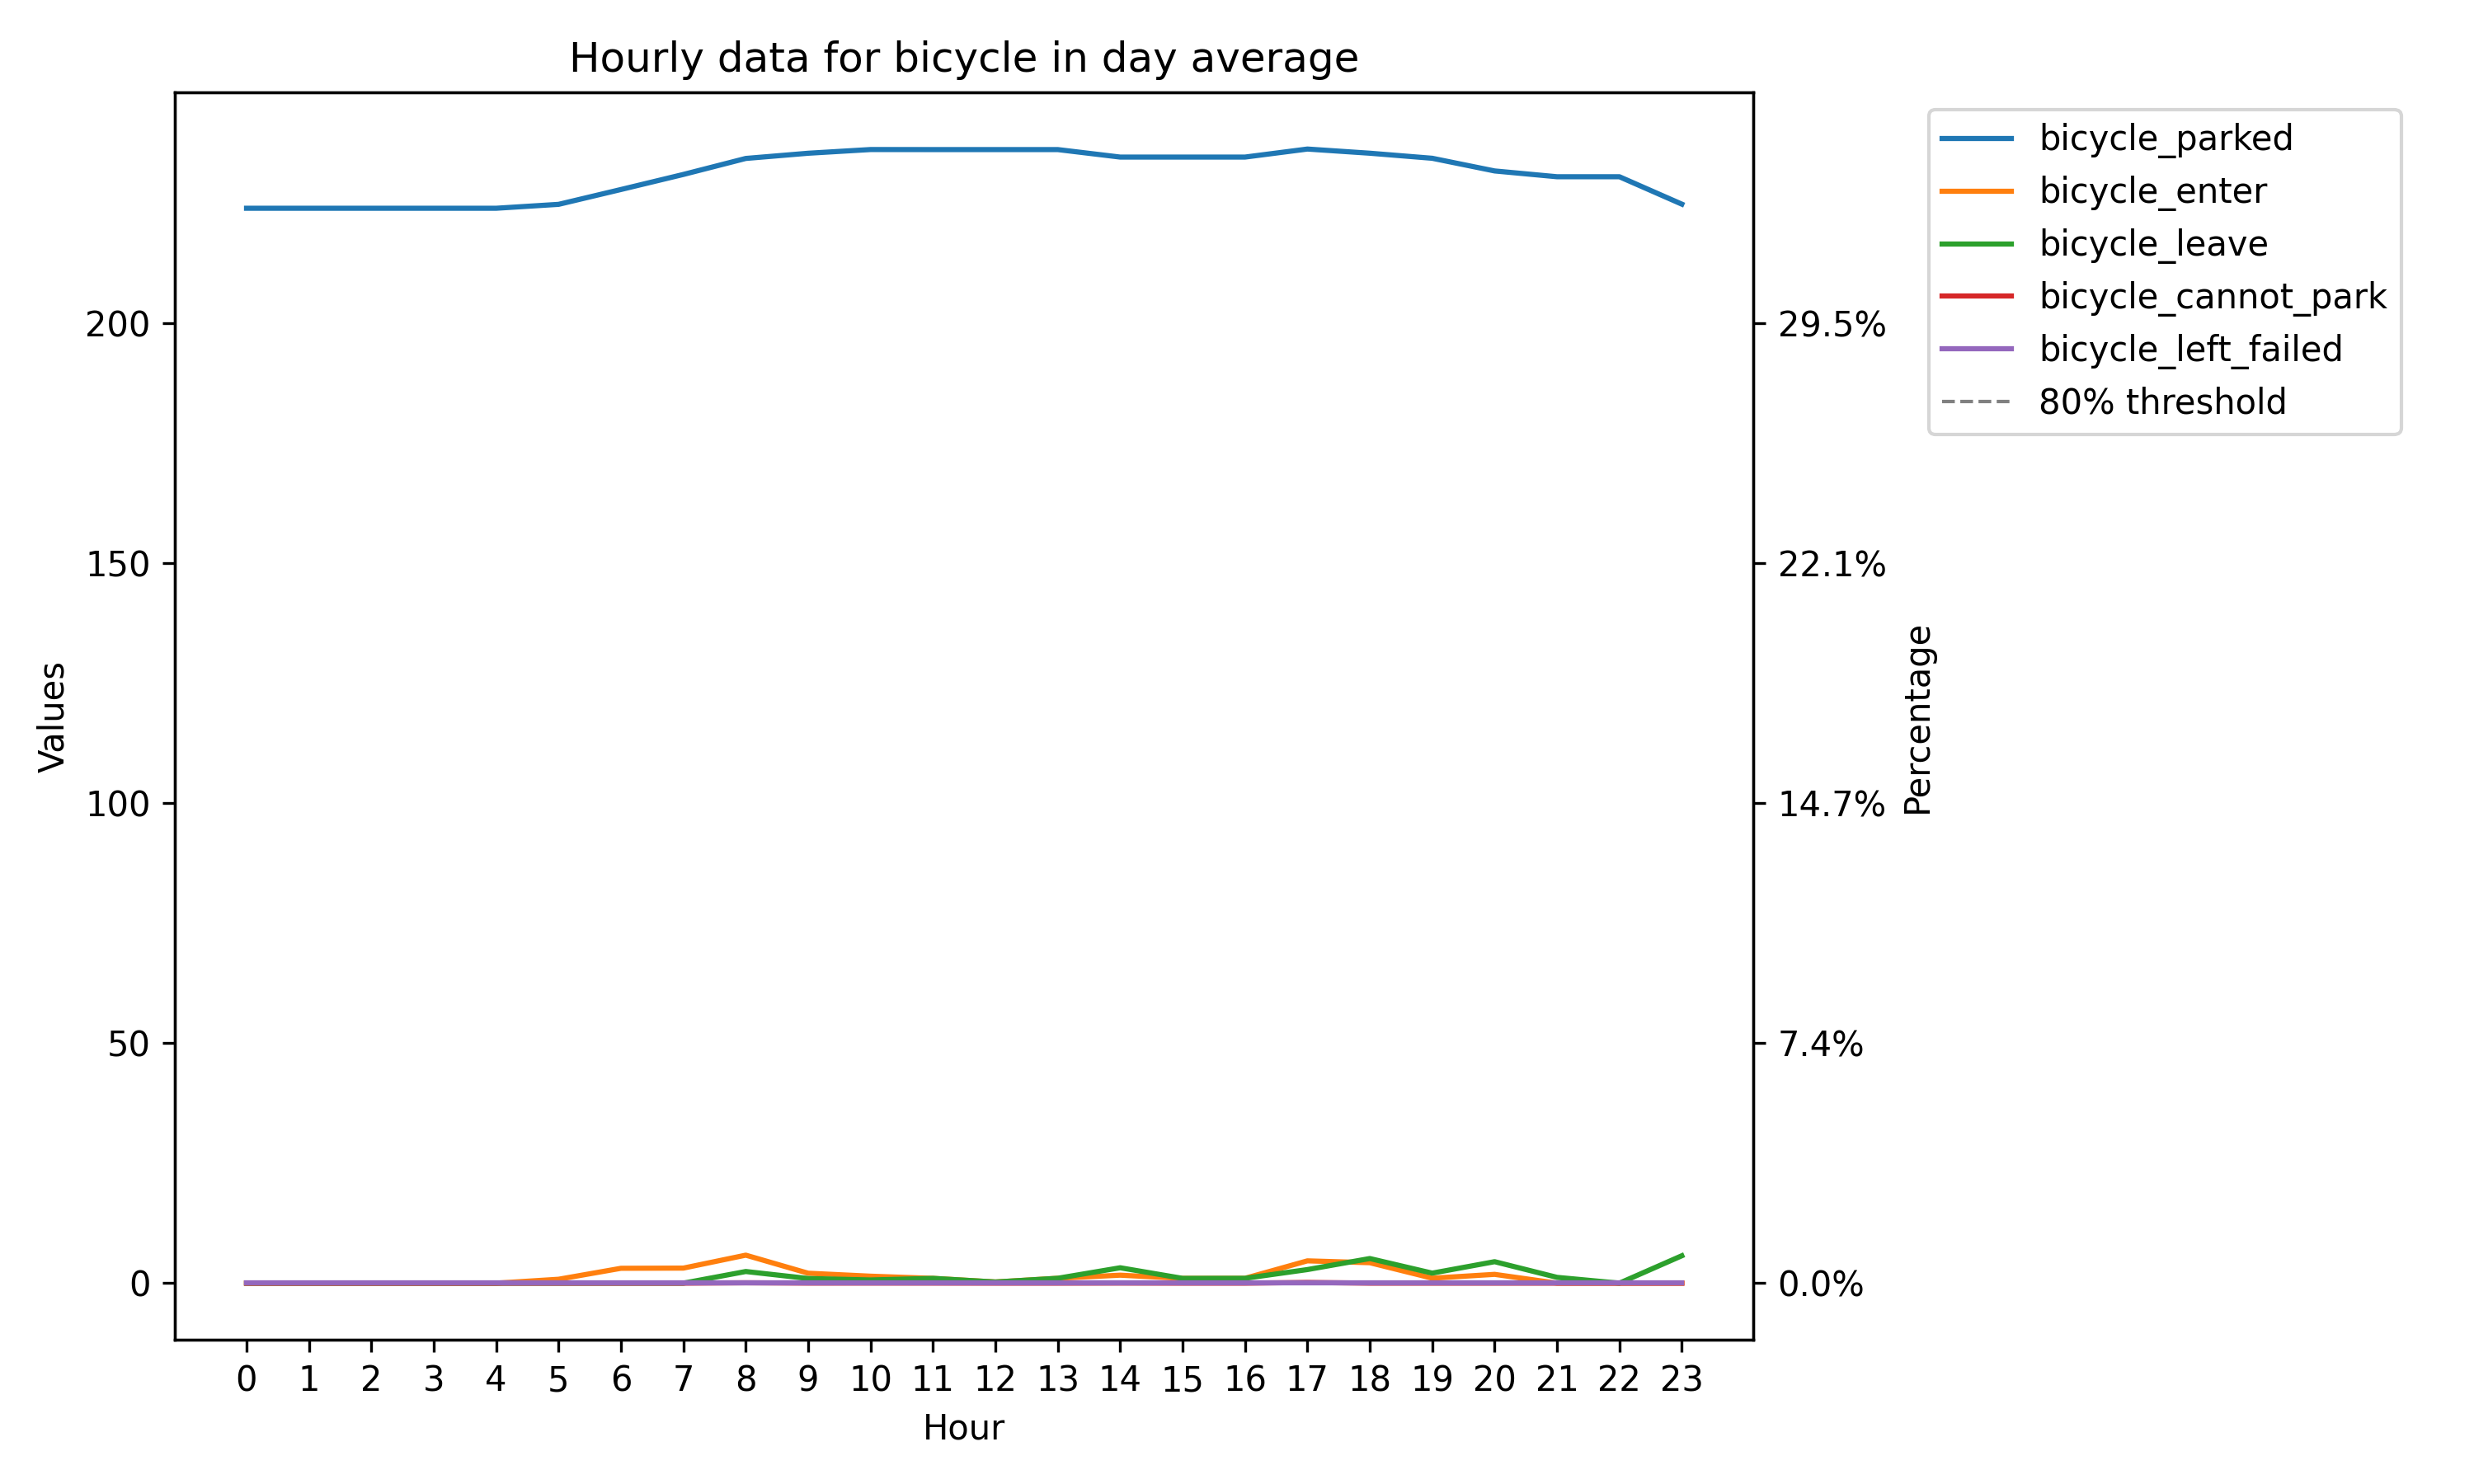 Hourly data for bicycle in day average
bicycle_parked
bicycle_enter
bicycle_leave
bicycle_cannot_park
bicycle_left_failed
80% threshold
Values
200
150
100
50
0
29.5%
22.1%
14.7%
7.4%
0.0%
Percentage
0 1 2 3 4 5 6 7 8 9 10 11 12 13 14 15 16 17 18 19 20 21 22 23
Hour